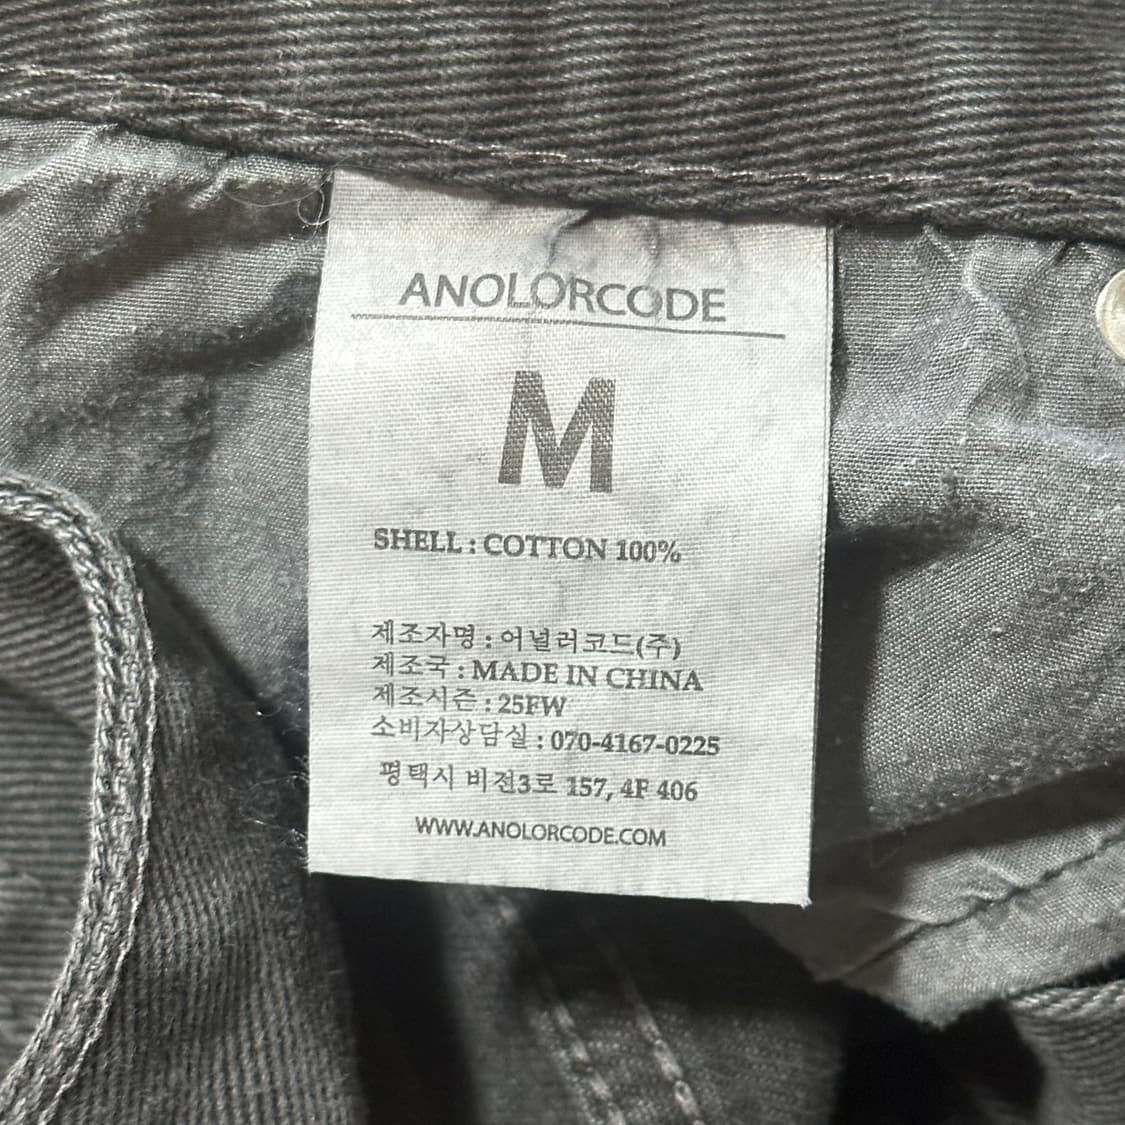 ANOLORCODE
M
SHELL : COTTON 100%
제조자명 : 어널러코드(주)
제조국 : MADE IN CHINA
제조시즌 : 25FW
소비자상담실 : 070-4167-0225
평택시 비전3로 157, 4F 406
WWW.ANOLORCODE.COM